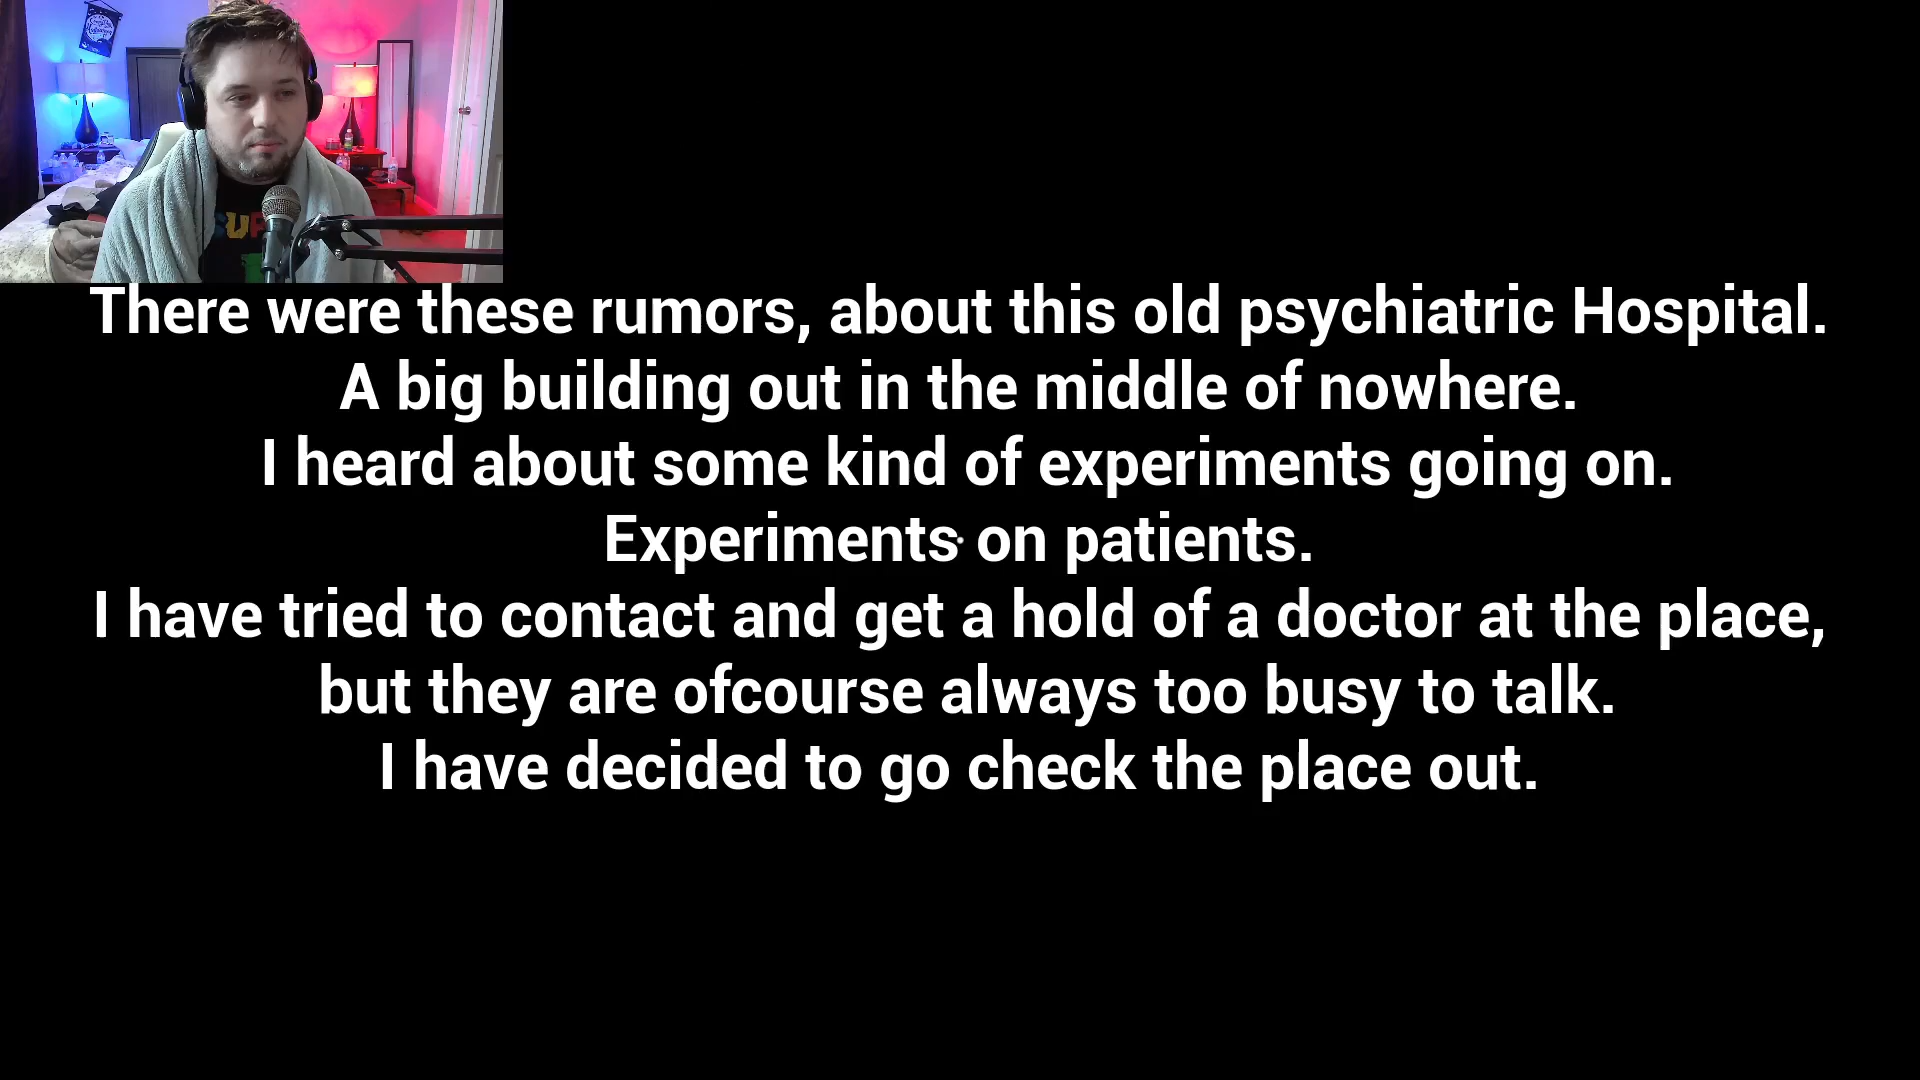 There were these rumors, about this old psychiatric Hospital.
A big building out in the middle of nowhere.
I heard about some kind of experiments going on.
Experiments on patients.
I have tried to contact and get a hold of a doctor at the place,
but they are ofcourse always too busy to talk.
I have decided to go check the place out.